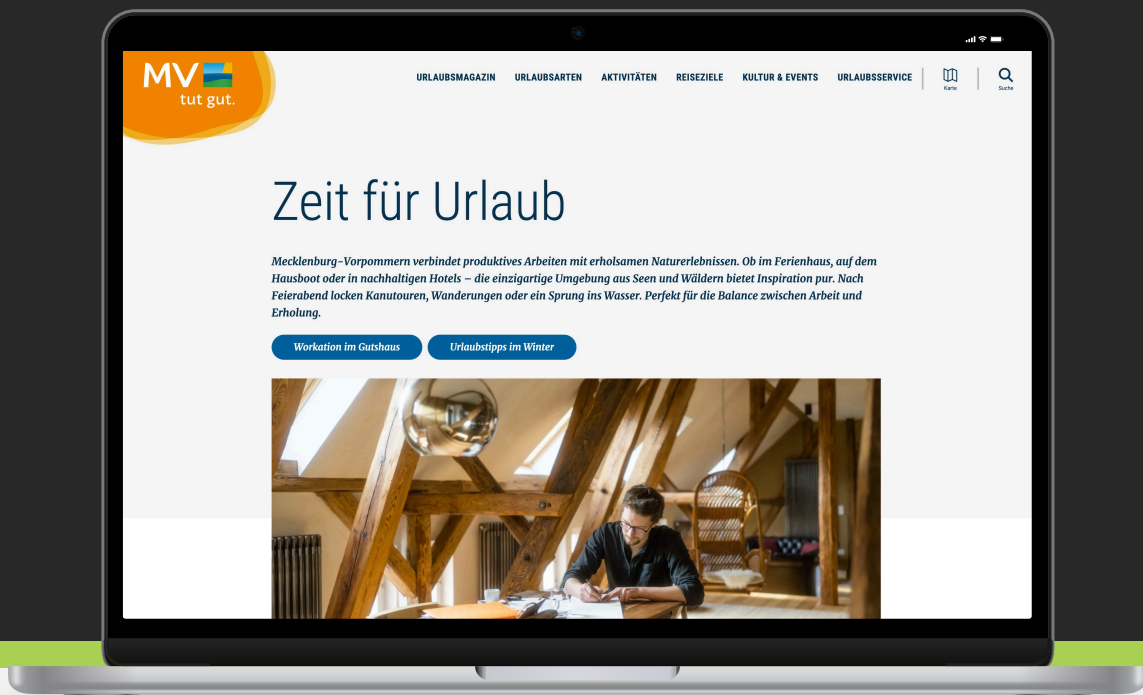 MV
tut gut.
URLAUBSMAGAZIN URLAUBSARTEN AKTIVITÄTEN REISEZIELE KULTUR & EVENTS URLAUBSSERVICE
Karte
Suche
Zeit für Urlaub
Mecklenburg-Vorpommern verbindet produktives Arbeiten mit erholsamen Naturerlebnissen. Ob im Ferienhaus, auf dem
Hausboot oder in nachhaltigen Hotels – die einzigartige Umgebung aus Seen und Wäldern bietet Inspiration pur. Nach
Feierabend locken Kanutouren, Wanderungen oder ein Sprung ins Wasser. Perfekt für die Balance zwischen Arbeit und
Erholung.
Workation im Gutshaus
Urlaubstipps im Winter